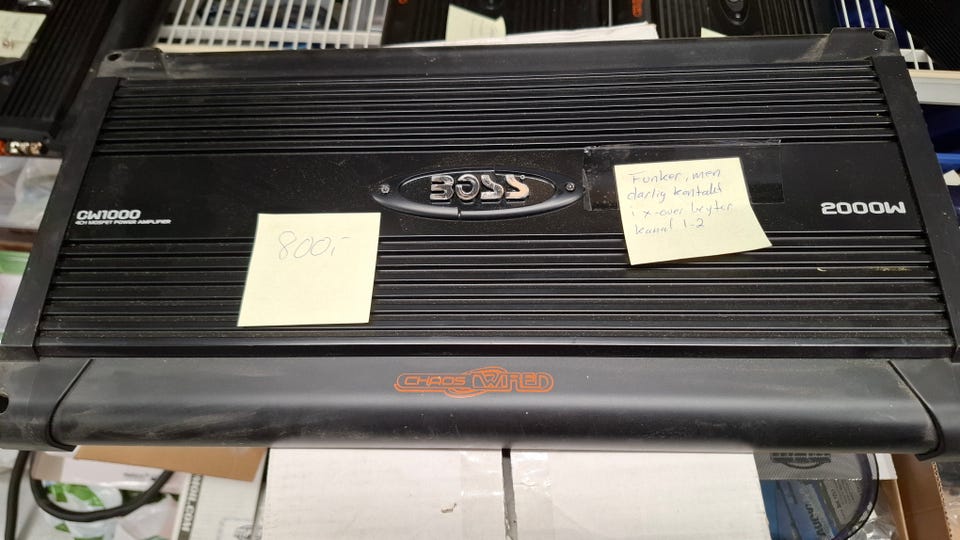 BOSS
CW1000
4CH MOSFET POWER AMPLIFIER
2000W
800,-
Funker, men
dårlig kontakt
i x-over bryter
kanal 1-2
CHAOS WIRED